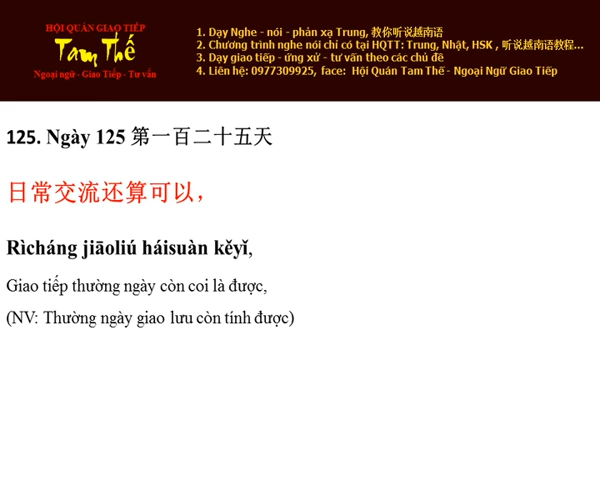 HỘI QUÁN GIAO TIẾP
Tam Thế
Ngoại ngữ - Giao Tiếp - Tư vấn
1. Dạy Nghe - nói - phản xạ Trung, 教你听说越南语
2. Chương trình nghe nói chỉ có tại HQTT: Trung, Nhật, HSK , 听说越南语教程...
3. Dạy giao tiếp - ứng xử - tư vấn theo các chủ đề
4. Liên hệ: 0977309925, face: Hội Quán Tam Thế - Ngoại Ngữ Giao Tiếp
125. Ngày 125 第一百二十五天
日常交流还算可以，
Rìcháng jiāoliú háisuàn kěyǐ,
Giao tiếp thường ngày còn coi là được,
(NV: Thường ngày giao lưu còn tính được)